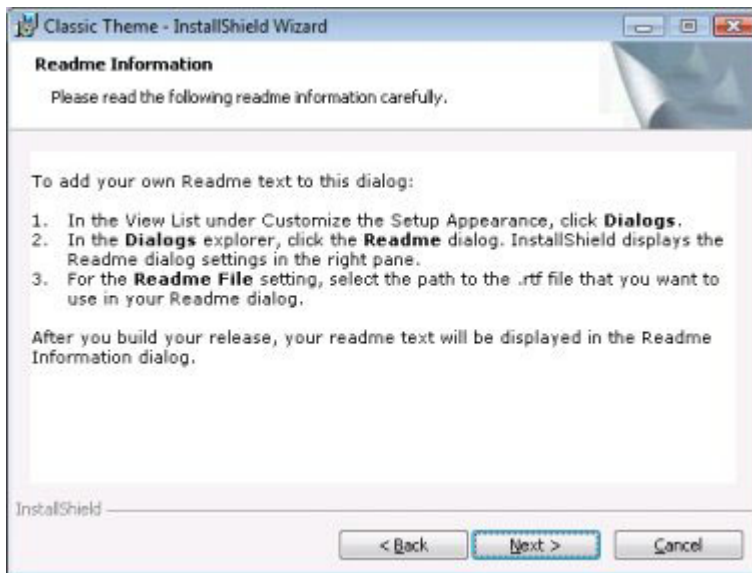 Classic Theme - InstallShield Wizard
Readme Information
Please read the following readme information carefully.
To add your own Readme text to this dialog:
1. In the View List under Customize the Setup Appearance, click Dialogs.
2. In the Dialogs explorer, click the Readme dialog. InstallShield displays the
Readme dialog settings in the right pane.
3. For the Readme File setting, select the path to the .rtf file that you want to
use in your Readme dialog.
After you build your release, your readme text will be displayed in the Readme
Information dialog.
InstallShield
< Back Next > Cancel